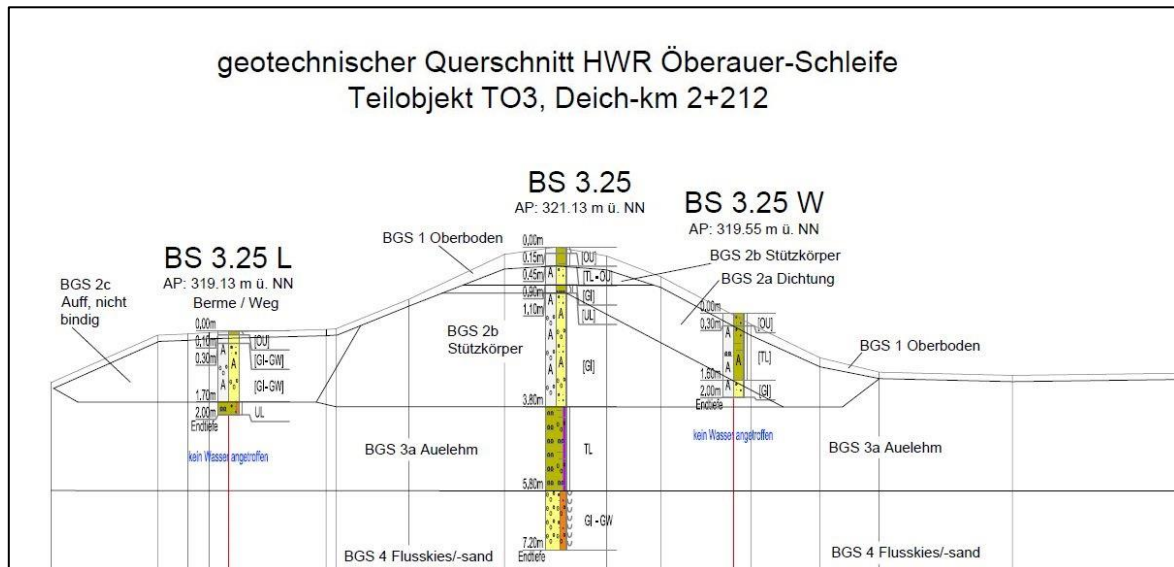 geotechnischer Querschnitt HWR Öberauer-Schleife
Teilobjekt TO3, Deich-km 2+212
BS 3.25
AP: 321.13 m ü. NN
BS 3.25 W
AP: 319.55 m ü. NN
BS 3.25 L
AP: 319.13 m ü. NN
Berme / Weg
BGS 1 Oberboden
BGS 2b Stützkörper
BGS 2a Dichtung
BGS 2c
Auff, nicht
bindig
BGS 2b
Stützkörper
BGS 1 Oberboden
0,00m
0.10m
0.30m
1.70m
2.00m
Endtiefe
[OU]
[GI-GW]
[GI-GW]
UL
kein Wasser angetroffen
0,00m
0.15m
0.45m
0.90m
1,10m
3.80m
5.80m
7.20m
Endtiefe
[OU]
[TL-OU]
[GI]
[UL]
[GI]
TL
GI - GW
0,00m
0.30m
1.60m
2.00m
Endtiefe
[OU]
[TL]
[GI]
kein Wasser angetroffen
A
A
A
A
A
A
A
A
A
BGS 3a Auelehm
BGS 3a Auelehm
BGS 4 Flusskies/-sand
BGS 4 Flusskies/-sand